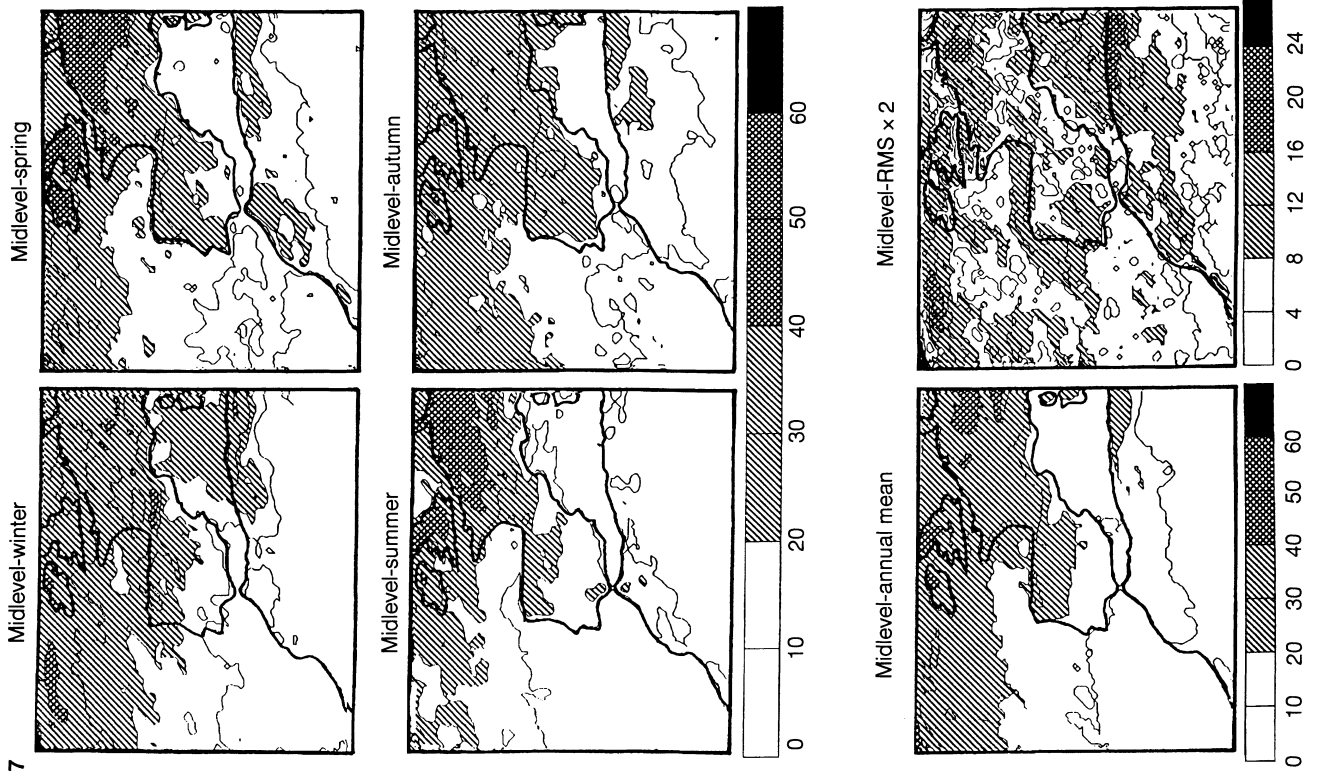 7
Midlevel-winter
Midlevel-spring
Midlevel-summer
Midlevel-autumn
0 10 20 30 40 50 60
Midlevel-annual mean
Midlevel-RMS × 2
0 10 20 30 40 50 60
0 4 8 12 16 20 24